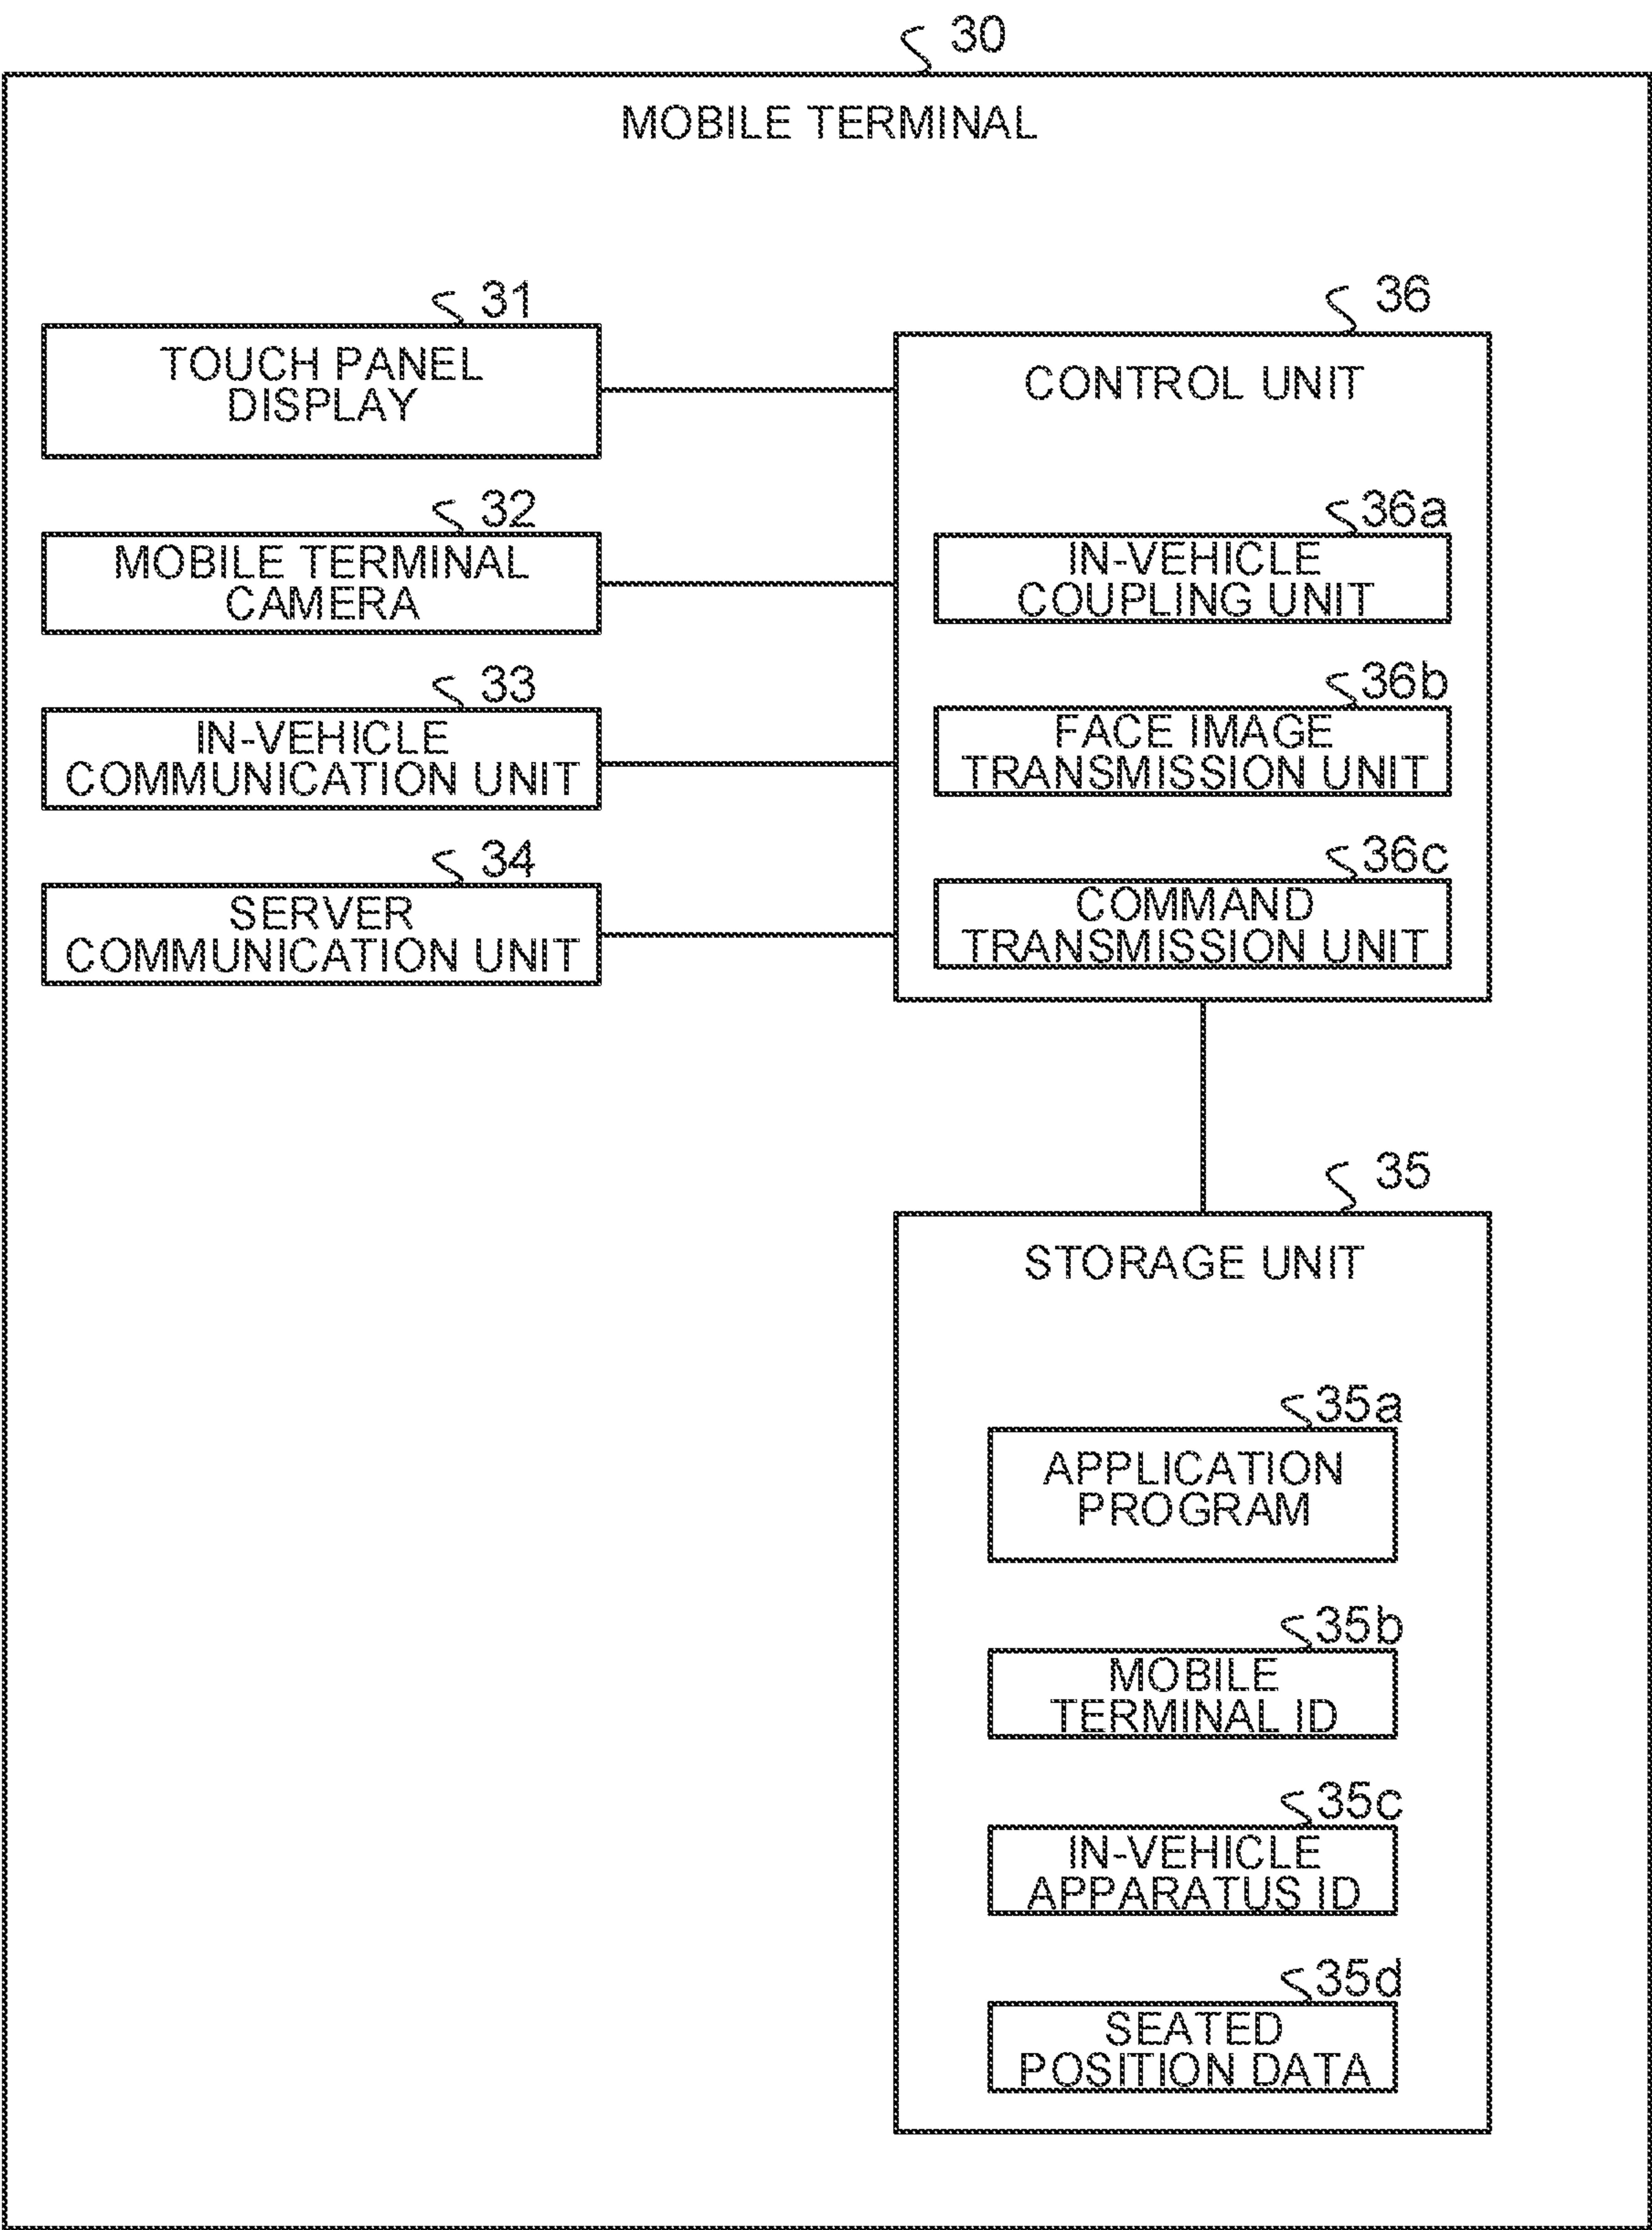 30
MOBILE TERMINAL
31
TOUCH PANEL
DISPLAY
32
MOBILE TERMINAL
CAMERA
33
IN-VEHICLE
COMMUNICATION UNIT
34
SERVER
COMMUNICATION UNIT
36
CONTROL UNIT
36a
IN-VEHICLE
COUPLING UNIT
36b
FACE IMAGE
TRANSMISSION UNIT
36c
COMMAND
TRANSMISSION UNIT
35
STORAGE UNIT
35a
APPLICATION
PROGRAM
35b
MOBILE
TERMINAL ID
35c
IN-VEHICLE
APPARATUS ID
35d
SEATED
POSITION DATA